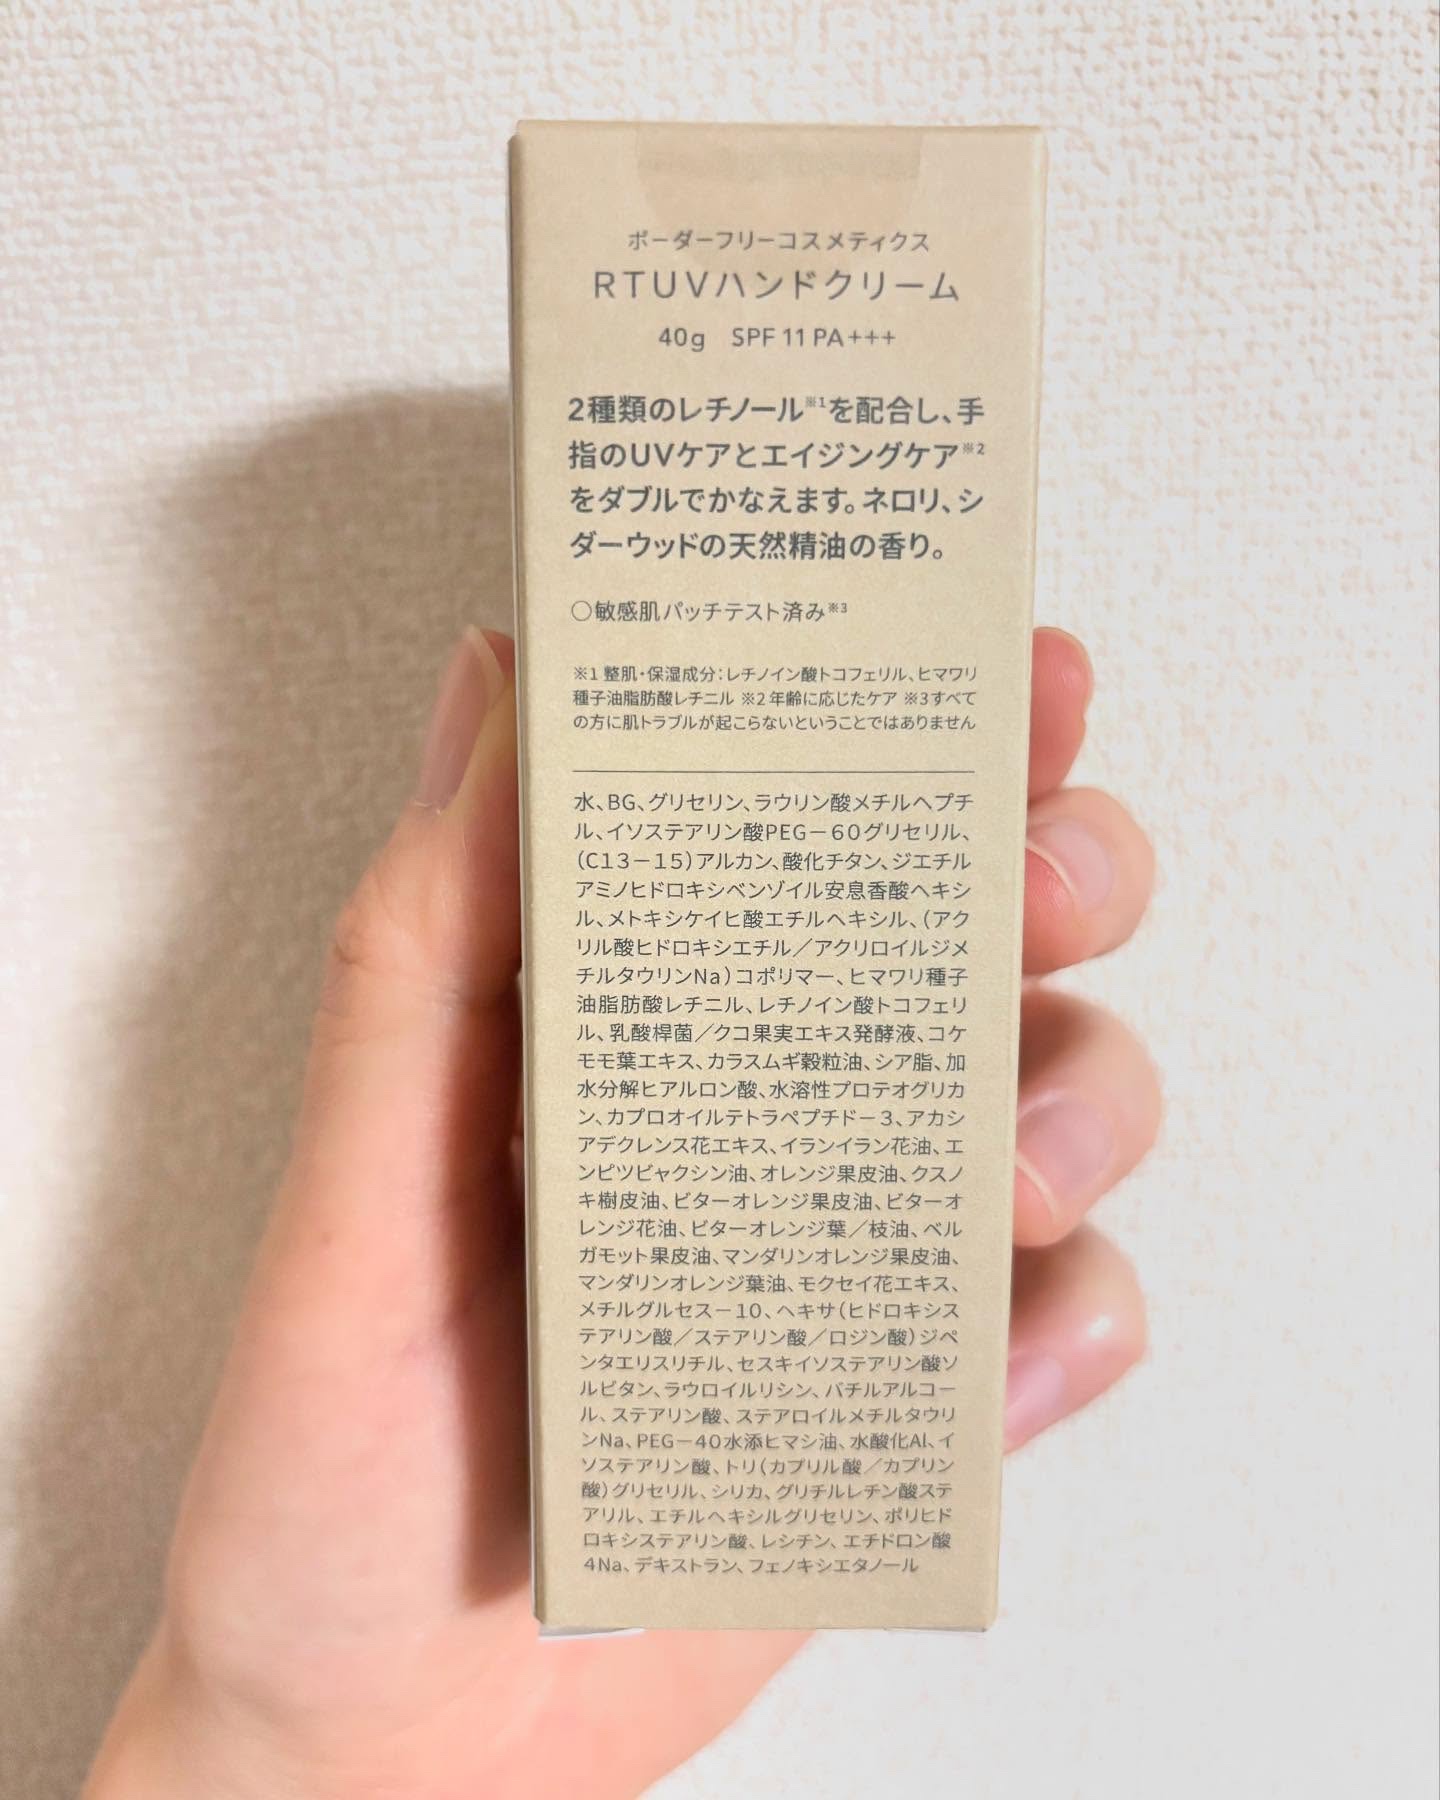 ボーダーフリーコスメティクス
RTUVハンドクリーム
40g SPF 11 PA+++
2種類のレチノール※1を配合し、手
指のUVケアとエイジングケア※2
をダブルでかなえます。ネロリ、シ
ダーウッドの天然精油の香り。
○敏感肌パッチテスト済み※3
※1 整肌・保湿成分：レチノイン酸トコフェリル、ヒマワリ
種子油脂肪酸レチニル ※2 年齢に応じたケア ※3すべて
の方に肌トラブルが起こらないということではありません
水、BG、グリセリン、ラウリン酸メチルヘプチ
ル、イソステアリン酸PEG－60グリセリル、
（C13－15）アルカン、酸化チタン、ジエチル
アミノヒドロキシベンゾイル安息香酸ヘキシ
ル、メトキシケイヒ酸エチルヘキシル、（アク
リル酸ヒドロキシエチル／アクリロイルジメ
チルタウリンNa）コポリマー、ヒマワリ種子
油脂肪酸レチニル、レチノイン酸トコフェリ
ル、乳酸桿菌／クコ果実エキス発酵液、コケ
モモ葉エキス、カラスムギ穀粒油、シア脂、加
水分解ヒアルロン酸、水溶性プロテオグリカ
ン、カプロオイルテトラペプチド－3、アカシ
アデクレンス花エキス、イランイラン花油、エ
ンピツビャクシン油、オレンジ果皮油、クスノ
キ樹皮油、ビターオレンジ果皮油、ビターオ
レンジ花油、ビターオレンジ葉／枝油、ベル
ガモット果皮油、マンダリンオレンジ果皮油、
マンダリンオレンジ葉油、モクセイ花エキス、
メチルグルセス－10、ヘキサ（ヒドロキシス
テアリン酸／ステアリン酸／ロジン酸）ジペ
ンタエリスリチル、セスキイソステアリン酸ソ
ルビタン、ラウロイルリシン、バチルアルコー
ル、ステアリン酸、ステアロイルメチルタウリ
ンNa、PEG－40水添ヒマシ油、水酸化Al、イ
ソステアリン酸、トリ（カプリル酸／カプリン
酸）グリセリル、シリカ、グリチルレチン酸ステ
アリル、エチルヘキシルグリセリン、ポリヒド
ロキシステアリン酸、レシチン、エチドロン酸
4Na、デキストラン、フェノキシエタノール